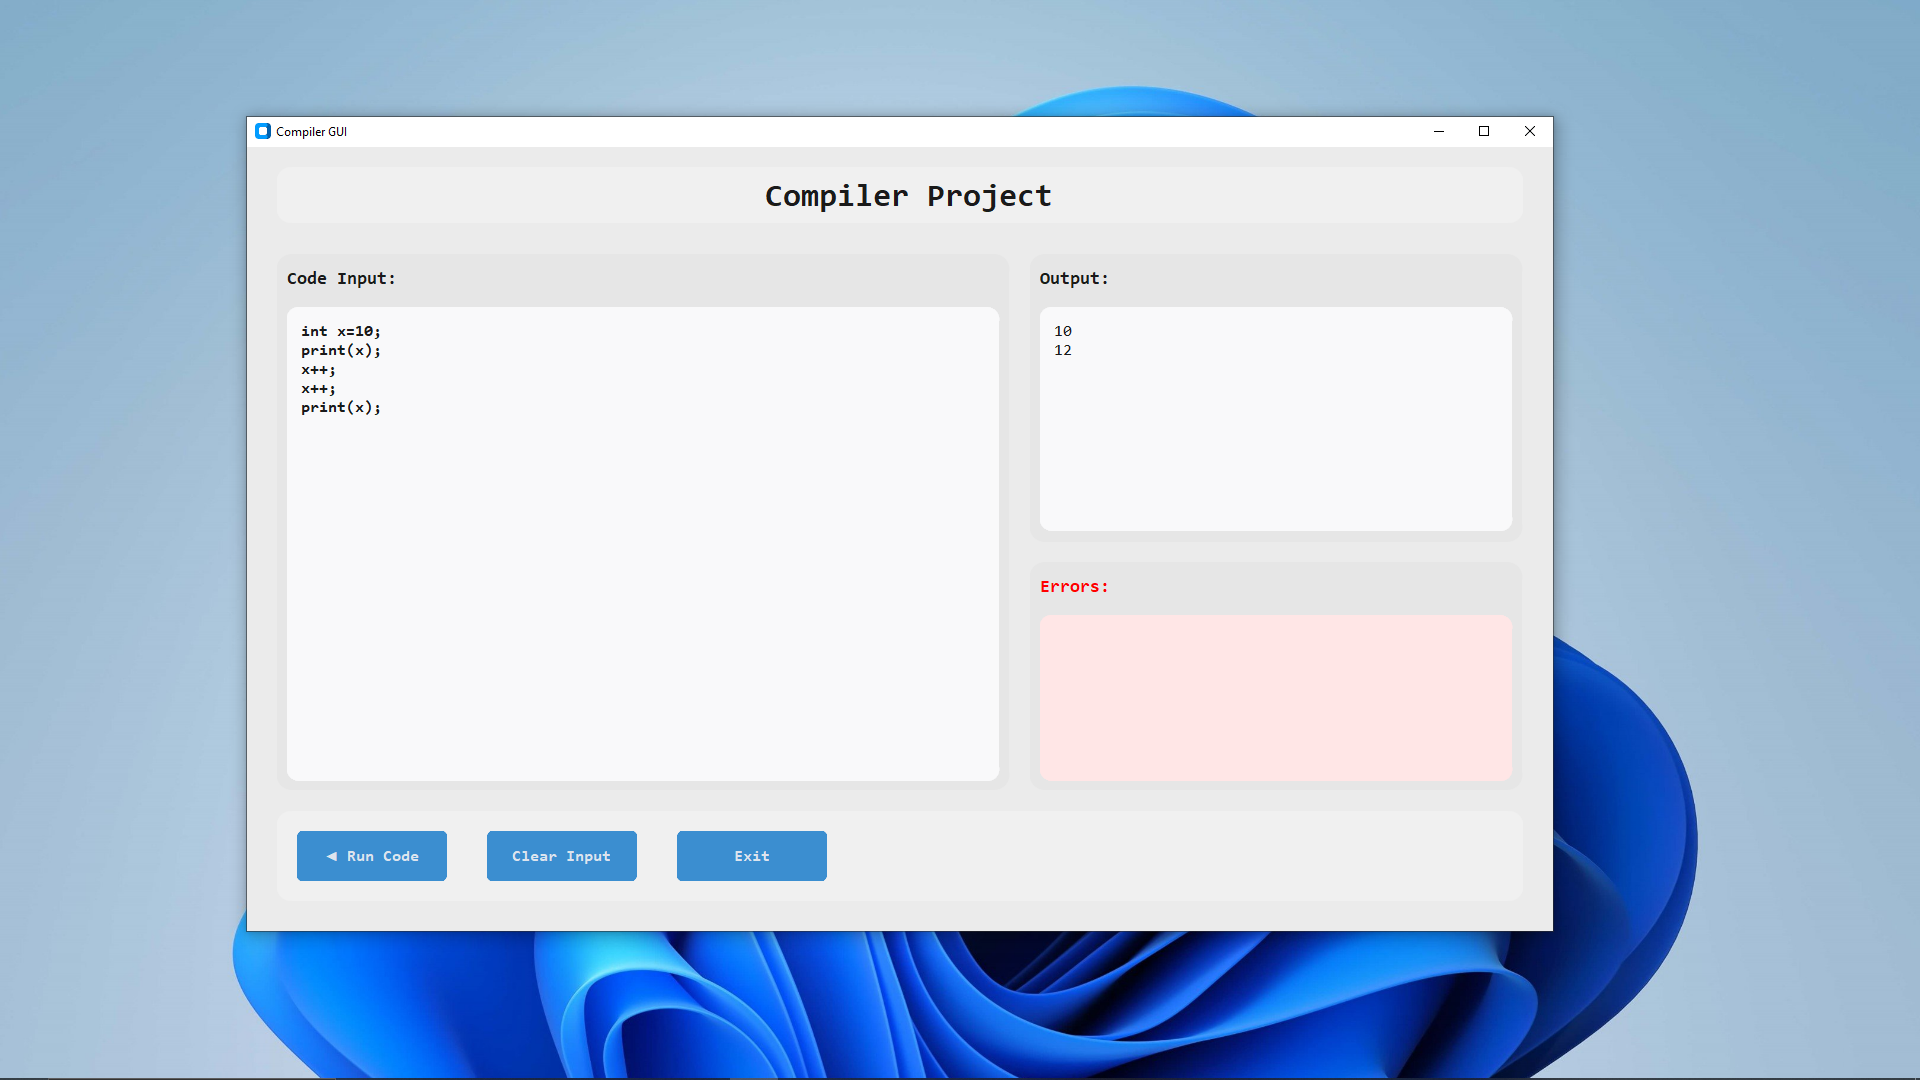 Compiler GUI
Compiler Project
Code Input:
int x=10;
print(x);
x++;
x++;
print(x);
Output:
10
12
Errors:
◀ Run Code
Clear Input
Exit